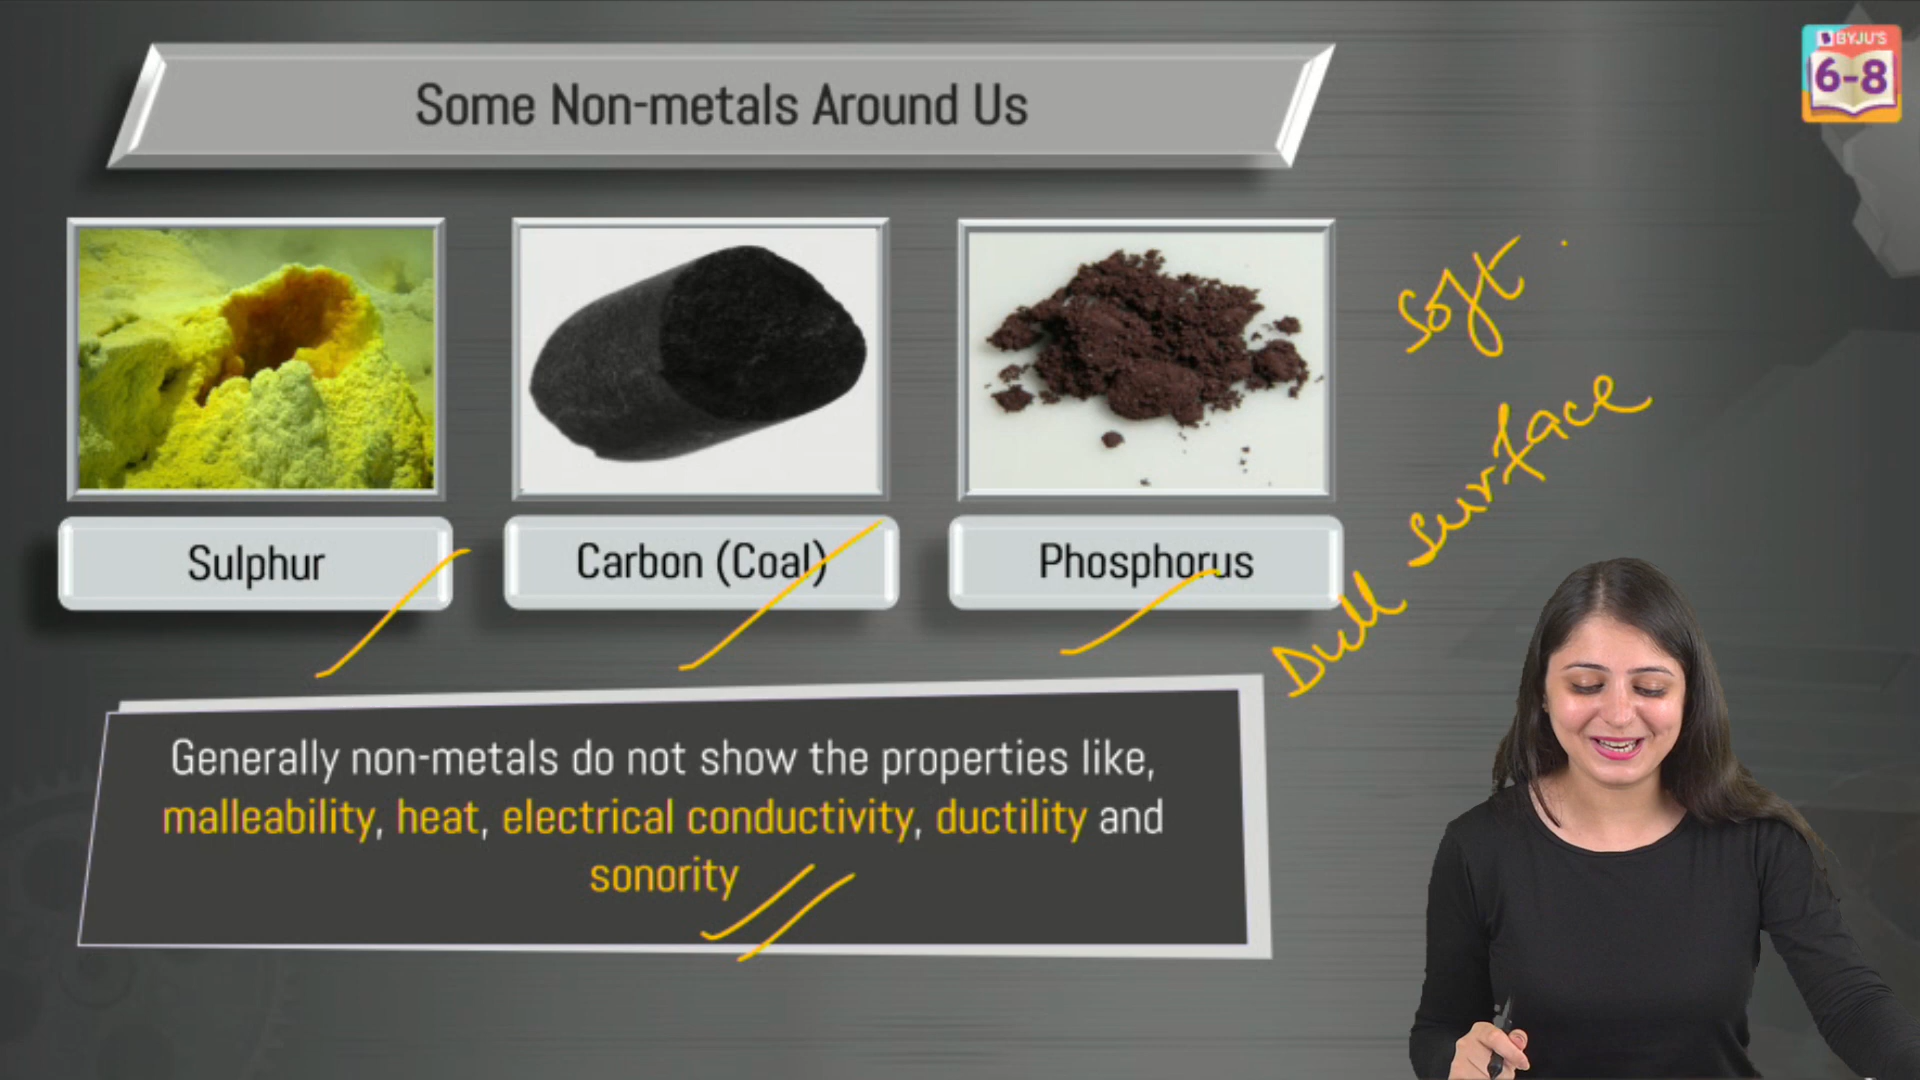 BYJU'S
6-8
Some Non-metals Around Us
Soft.
Dull surface
Sulphur
Carbon (Coal)
Phosphorus
Generally non-metals do not show the properties like,
malleability, heat, electrical conductivity, ductility and
sonority